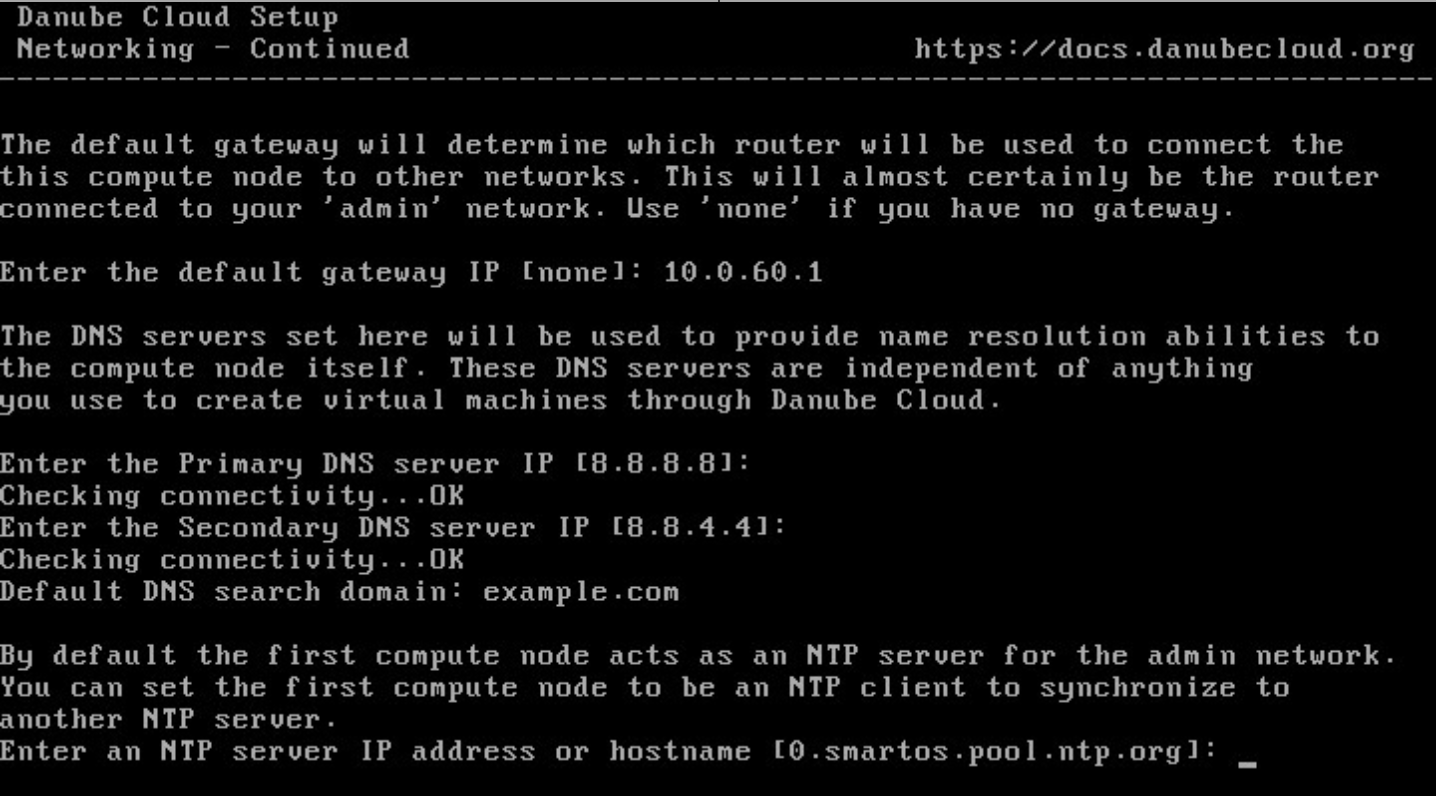 Danube Cloud Setup
Networking - Continued https://docs.danubecloud.org
--------------------------------------------------------------------------------
The default gateway will determine which router will be used to connect the
this compute node to other networks. This will almost certainly be the router
connected to your 'admin' network. Use 'none' if you have no gateway.
Enter the default gateway IP [none]: 10.0.60.1
The DNS servers set here will be used to provide name resolution abilities to
the compute node itself. These DNS servers are independent of anything
you use to create virtual machines through Danube Cloud.
Enter the Primary DNS server IP [8.8.8.8]:
Checking connectivity...OK
Enter the Secondary DNS server IP [8.8.4.4]:
Checking connectivity...OK
Default DNS search domain: example.com
By default the first compute node acts as an NTP server for the admin network.
You can set the first compute node to be an NTP client to synchronize to
another NTP server.
Enter an NTP server IP address or hostname [0.smartos.pool.ntp.org]: _